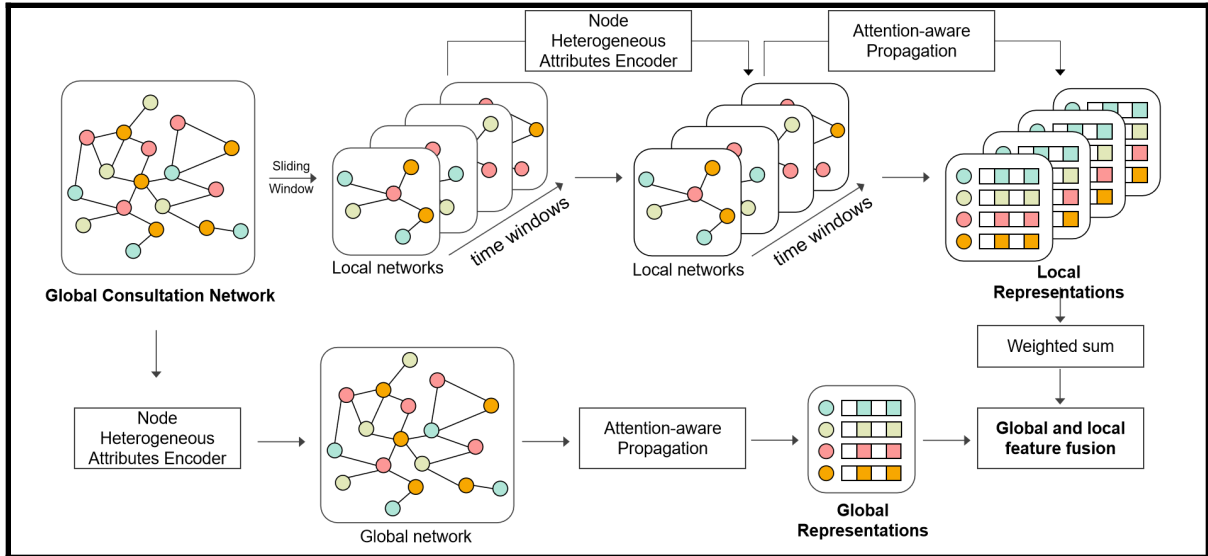 Node
Heterogeneous
Attributes Encoder
Attention-aware
Propagation
Sliding
Window
time windows
time windows
Local networks
Local networks
Global Consultation Network
Local
Representations
Weighted sum
Node
Heterogeneous
Attributes Encoder
Attention-aware
Propagation
Global and local
feature fusion
Global network
Global
Representations